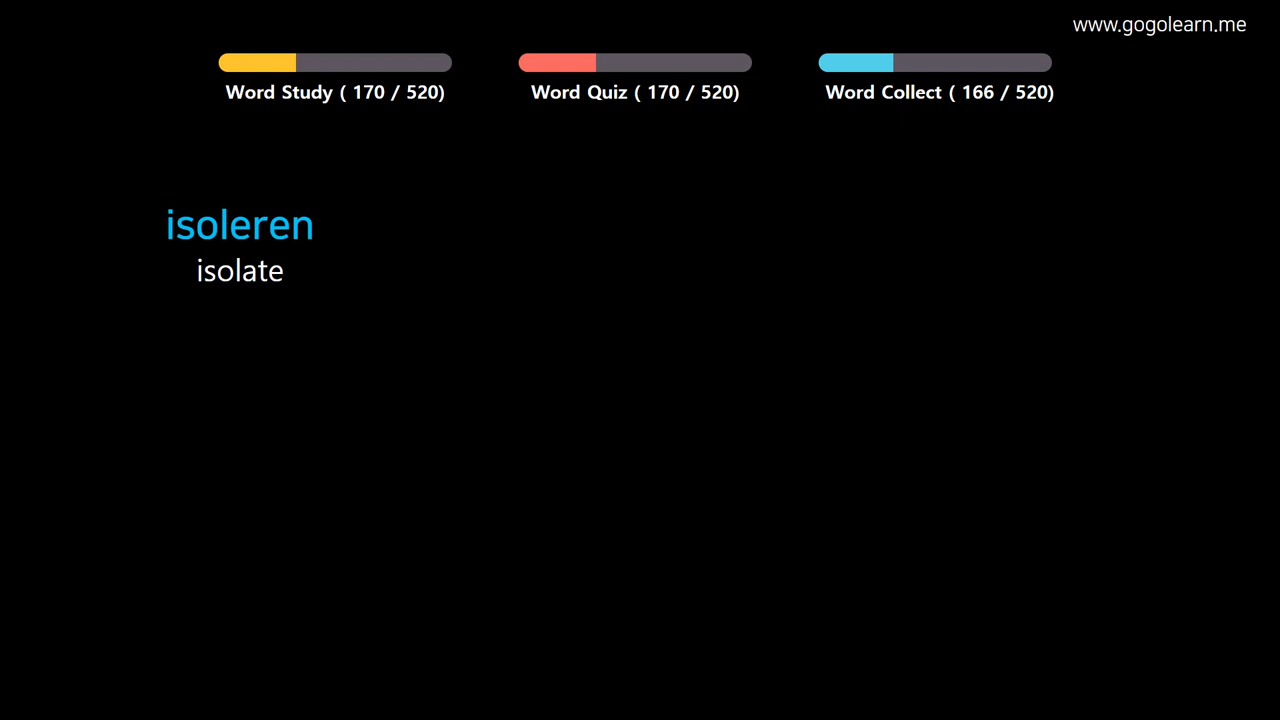 www.gogolearn.me
Word Study ( 170 / 520)
Word Quiz ( 170 / 520)
Word Collect ( 166 / 520)
isoleren
isolate